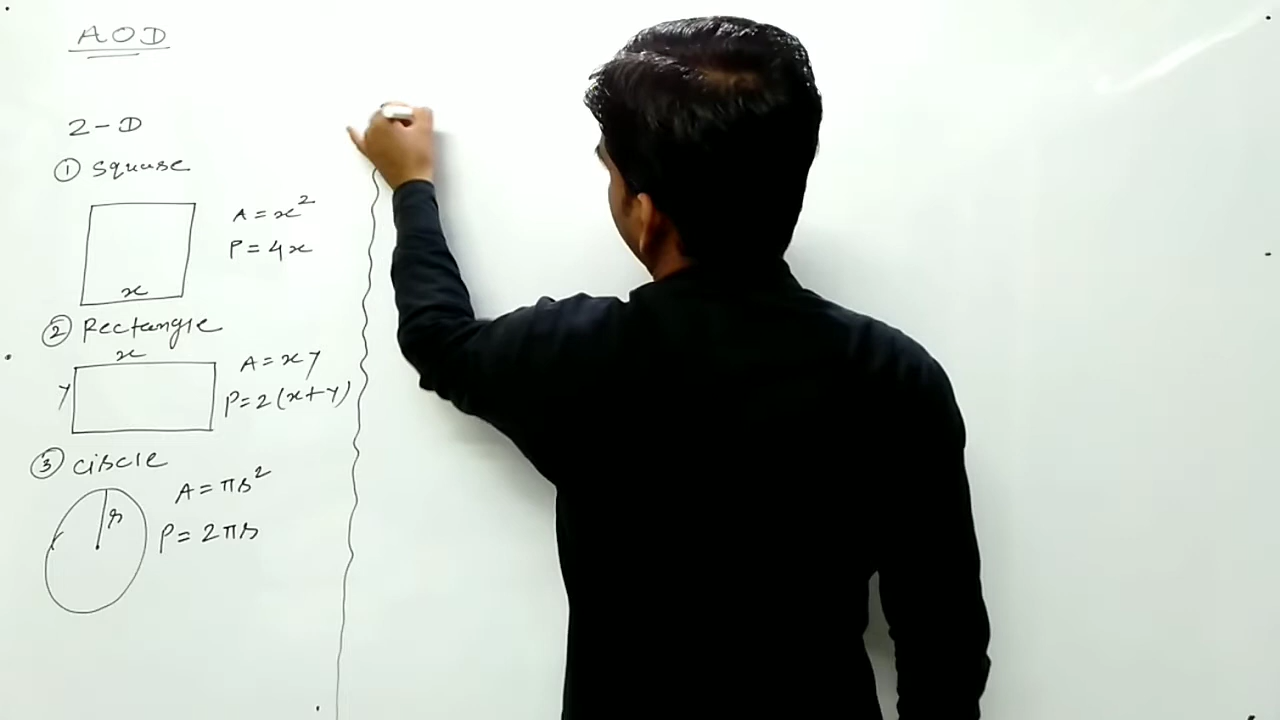 AOD
2-D
① Square
A = x²
P = 4x
x
② Rectangle
x
y
A = xy
P = 2(x+y)
③ circle
r
A = πr²
P = 2πr